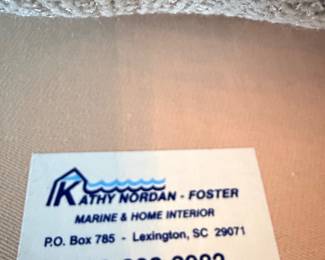 KATHY NORDAN - FOSTER
MARINE & HOME INTERIOR
P.O. Box 785 - Lexington, SC 29071